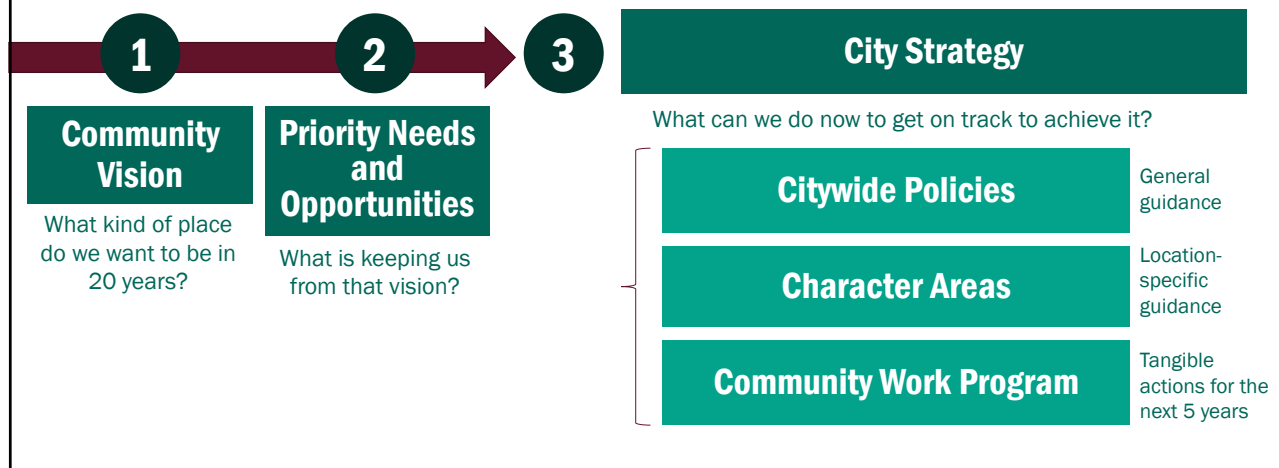 1
Community
Vision
What kind of place
do we want to be in
20 years?
2
Priority Needs
and
Opportunities
What is keeping us
from that vision?
3
City Strategy
What can we do now to get on track to achieve it?
Citywide Policies
General
guidance
Character Areas
Location-
specific
guidance
Community Work Program
Tangible
actions for the
next 5 years